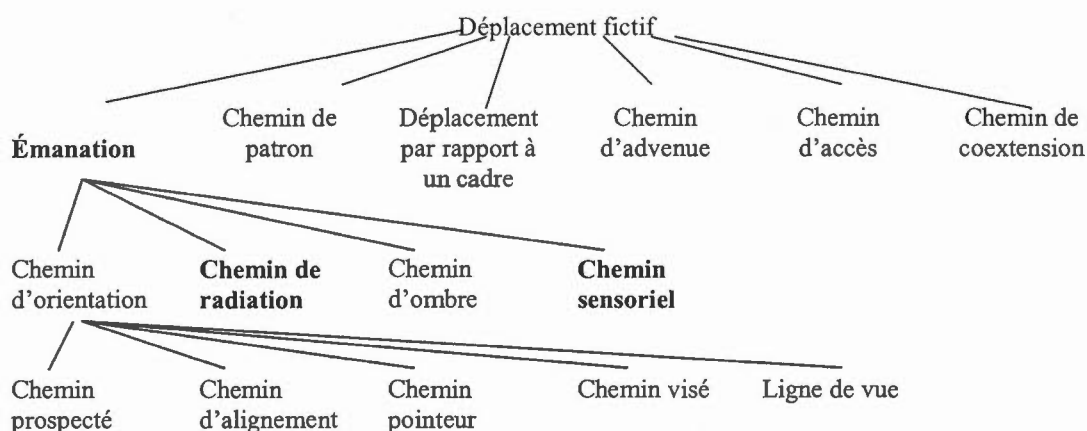 Déplacement fictif
Émanation
Chemin de
patron
Déplacement
par rapport à
un cadre
Chemin
d'advenue
Chemin
d'accès
Chemin de
coextension
Chemin
d'orientation
Chemin de
radiation
Chemin
d'ombre
Chemin
sensoriel
Chemin
prospecté
Chemin
d'alignement
Chemin
pointeur
Chemin visé
Ligne de vue